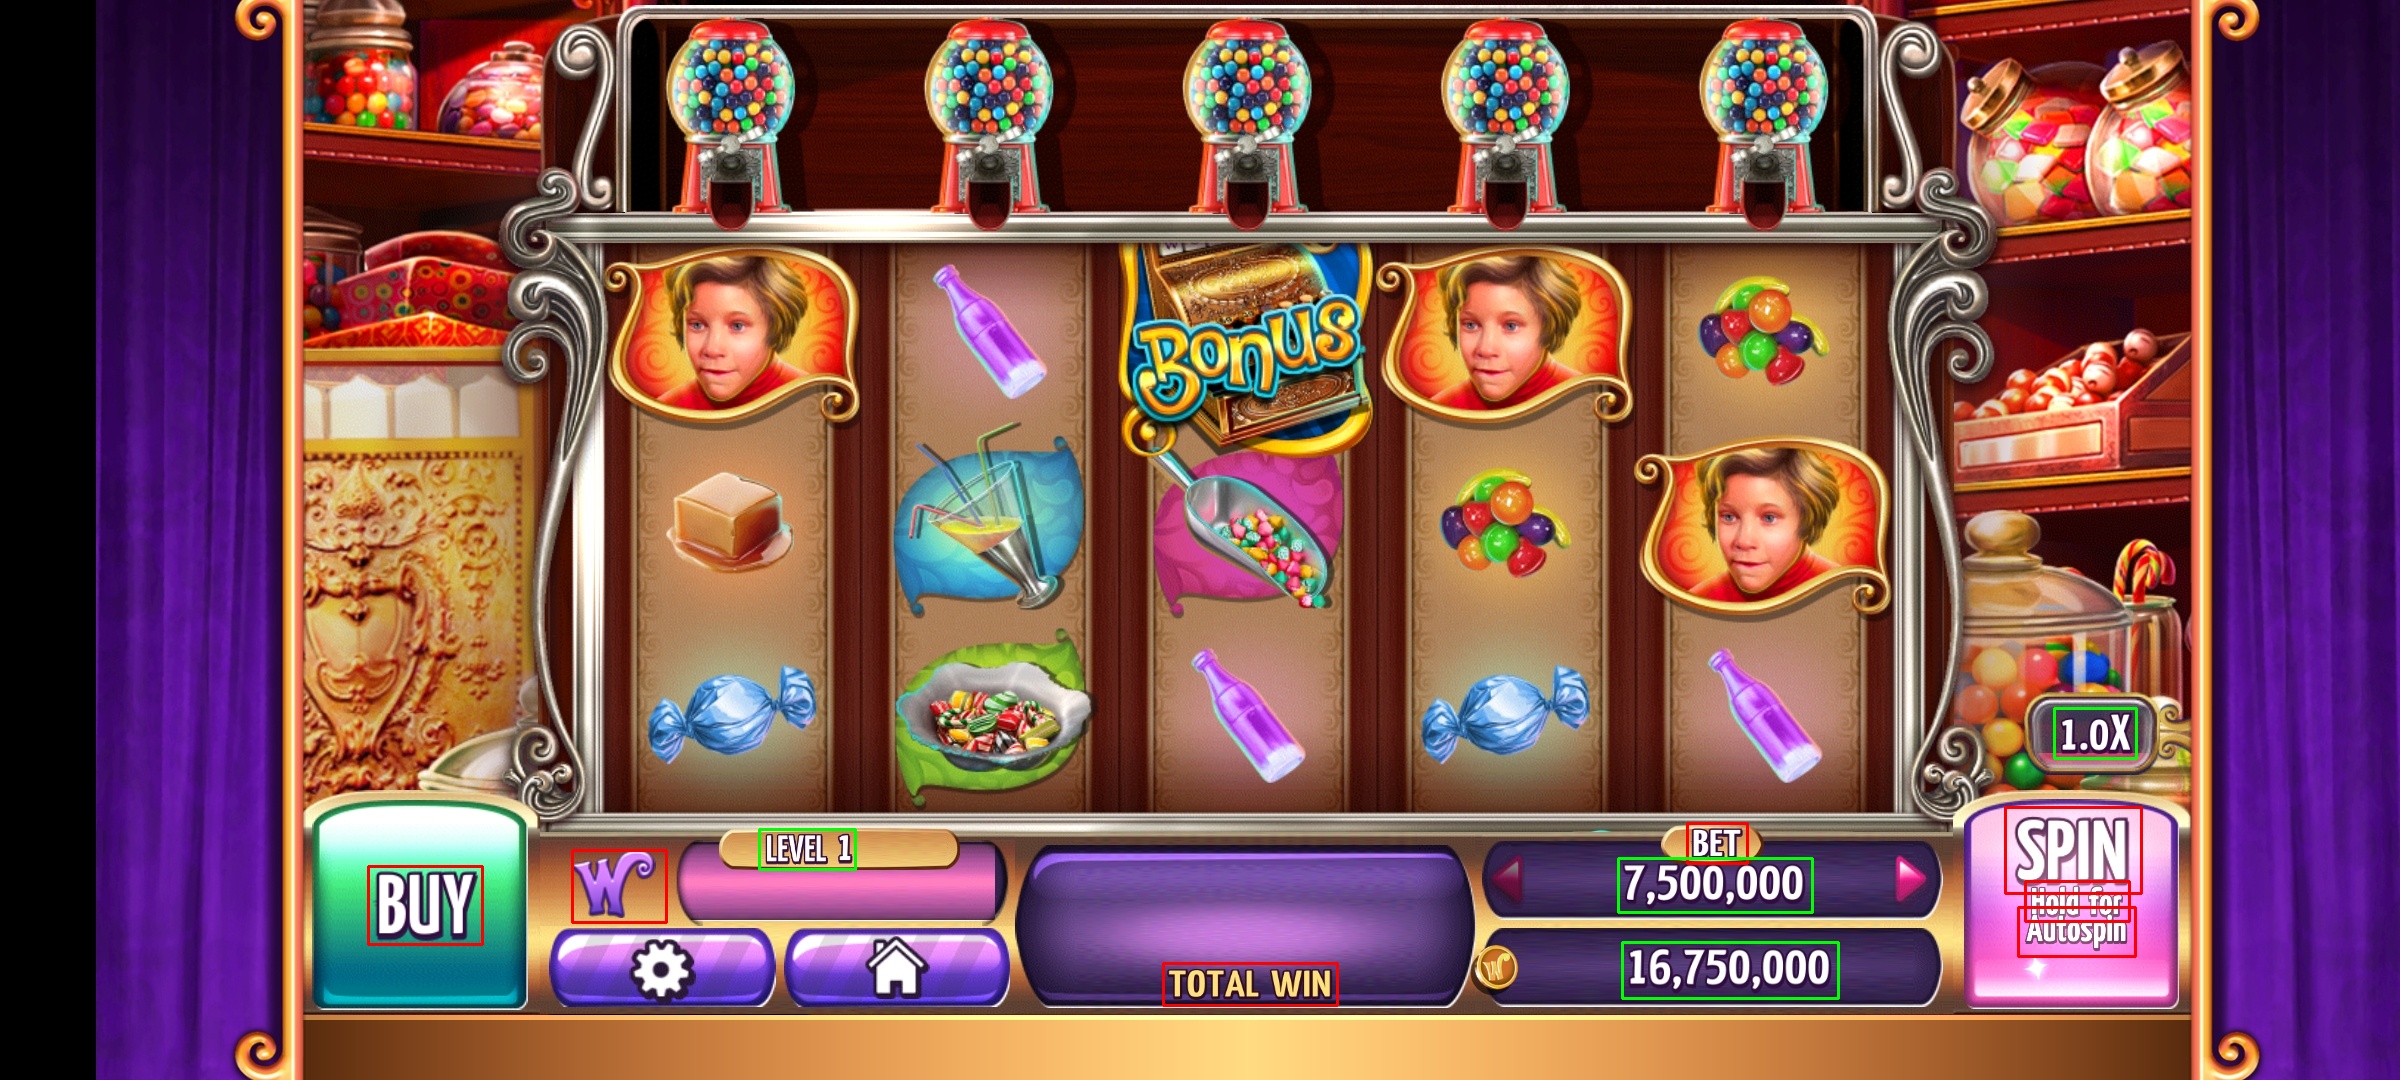 Bonus
1.0X
LEVEL 1
BET
SPIN
BUY
W
7,500,000
Hold for
Autospin
TOTAL WIN
W
16,750,000